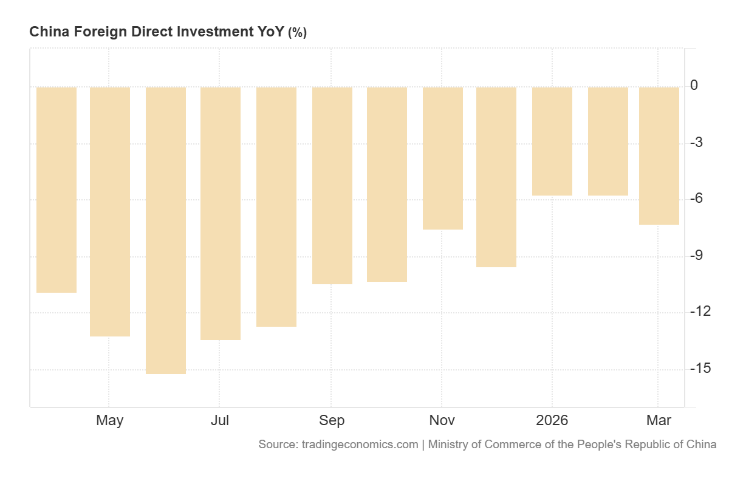 China Foreign Direct Investment YoY (%)
0
-3
-6
-9
-12
-15
May Jul Sep Nov 2026 Mar
Source: tradingeconomics.com | Ministry of Commerce of the People's Republic of China